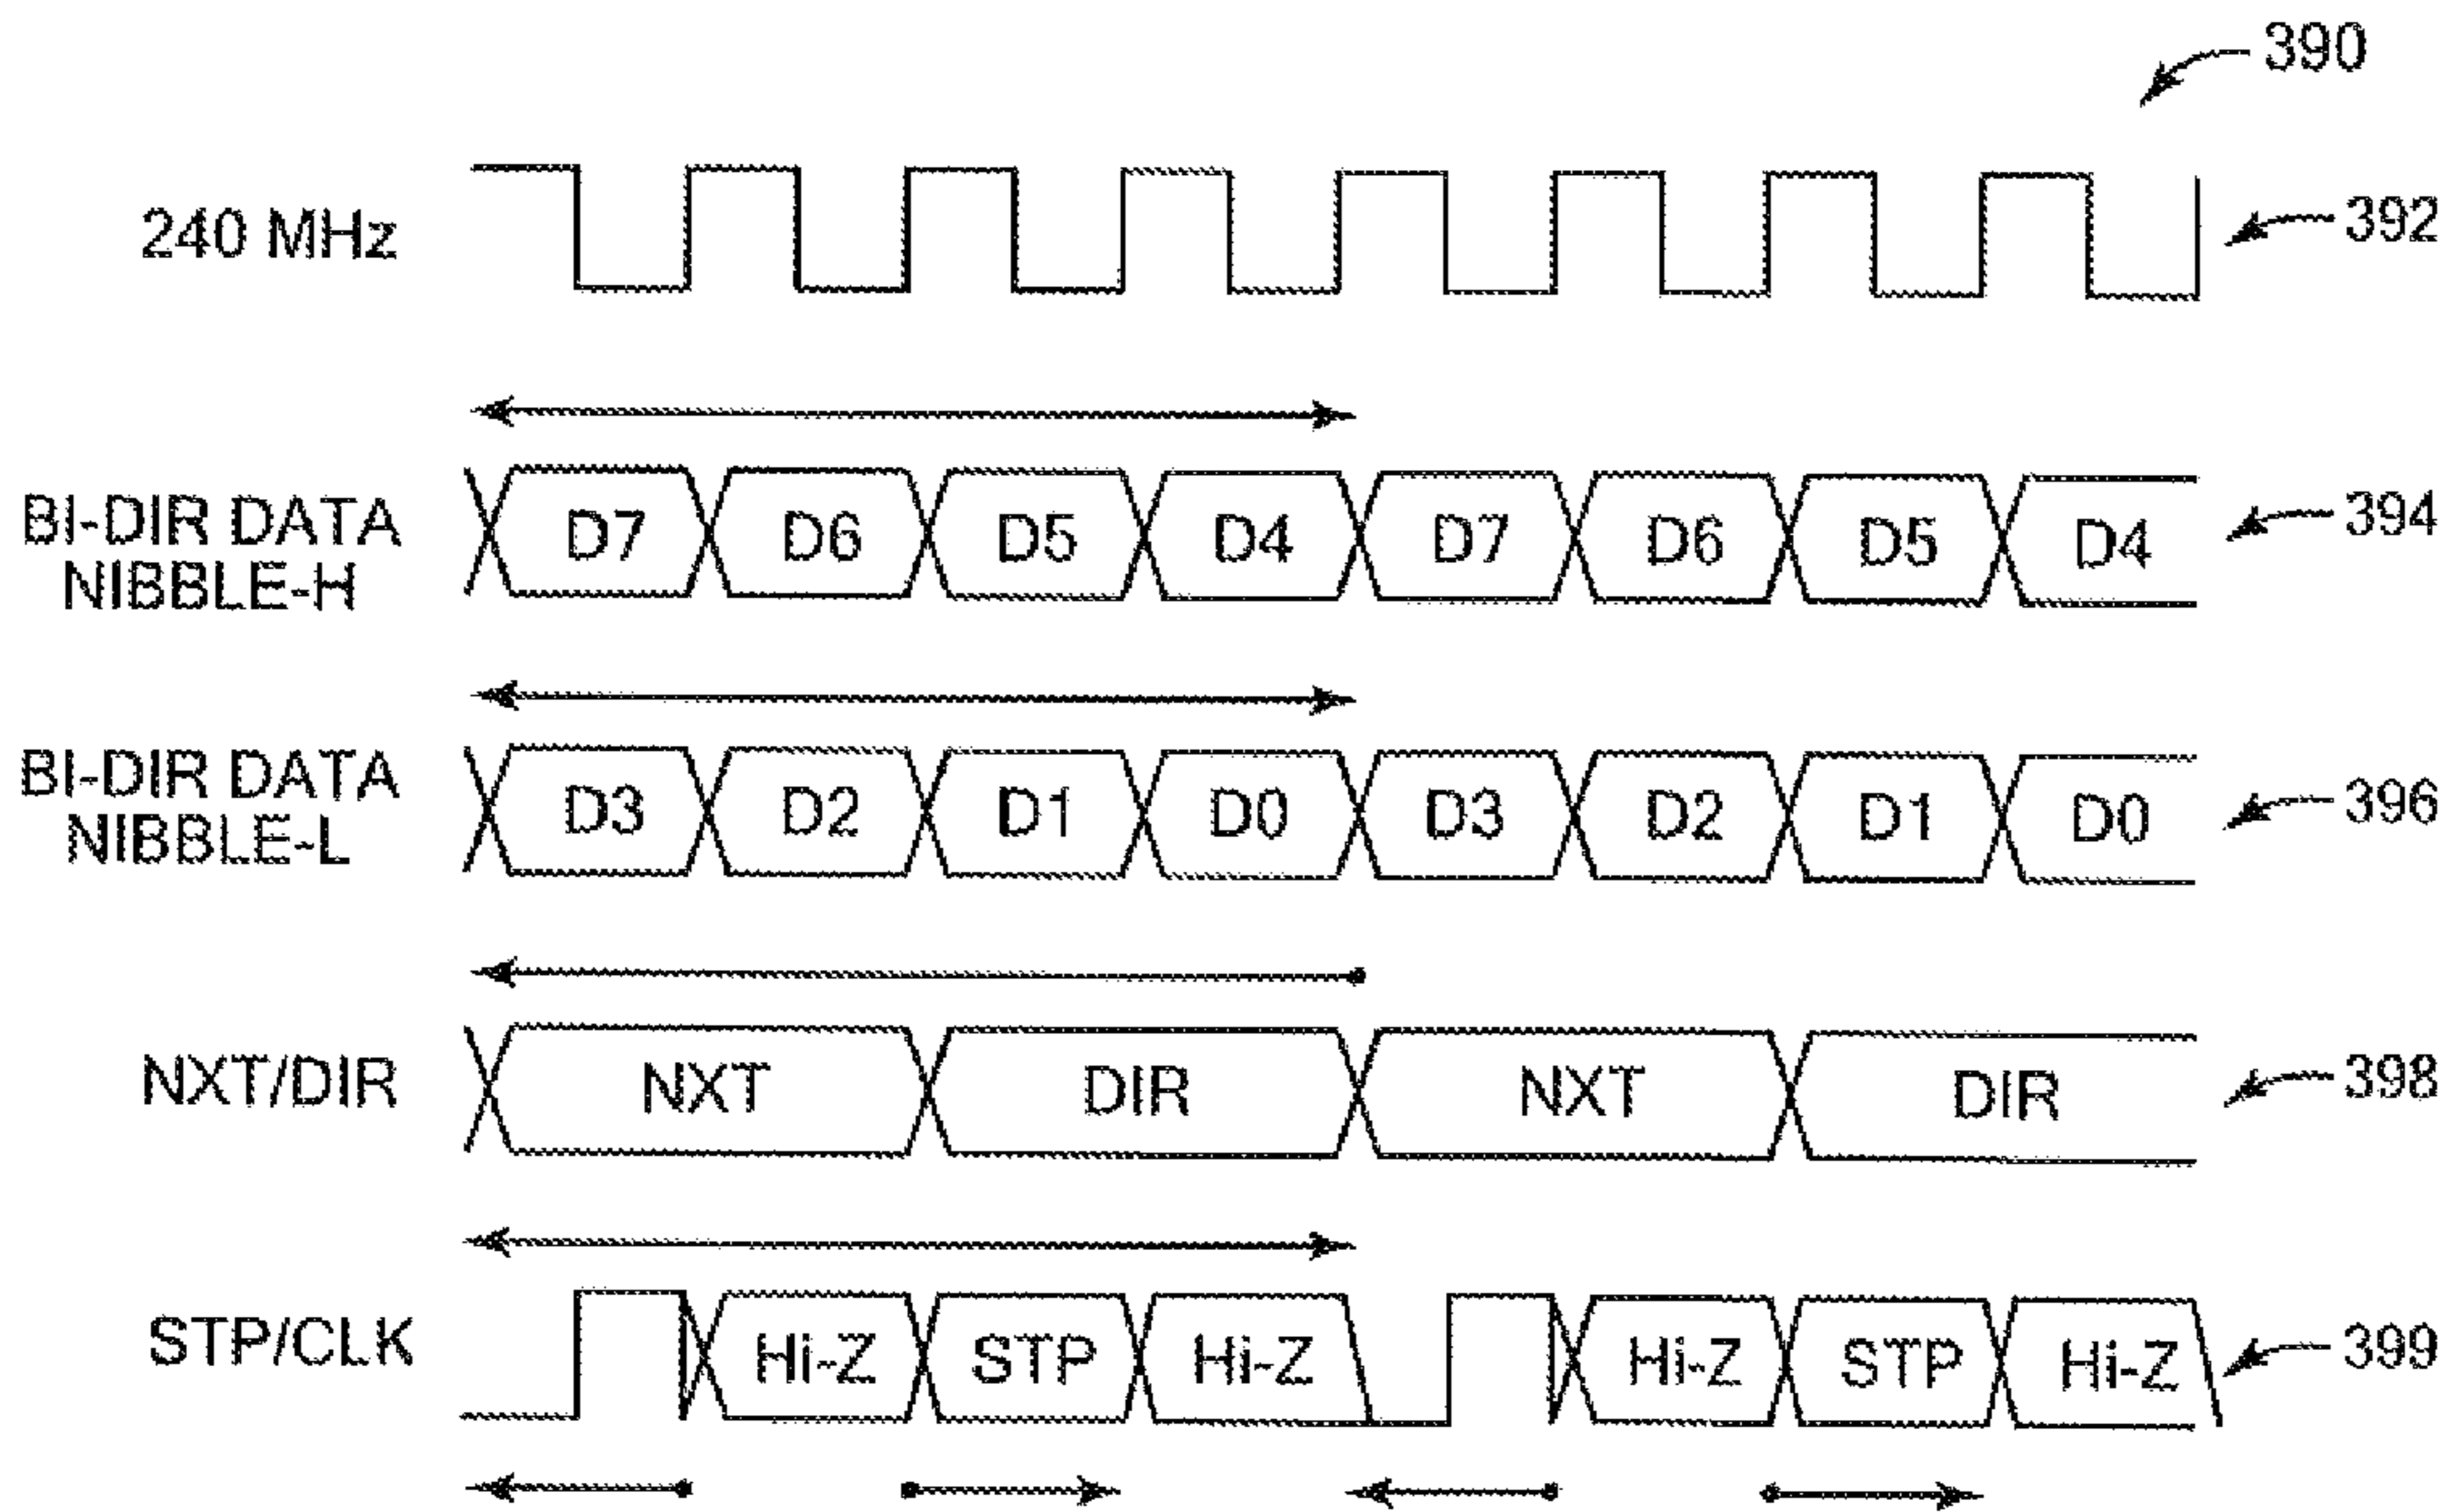 390
240 MHz
392
BI-DIR DATA
NIBBLE-H
D7 D6 D5 D4 D7 D6 D5 D4
394
BI-DIR DATA
NIBBLE-L
D3 D2 D1 D0 D3 D2 D1 D0
396
NXT/DIR
NXT DIR NXT DIR
398
STP/CLK
Hi-Z STP Hi-Z Hi-Z STP Hi-Z
399